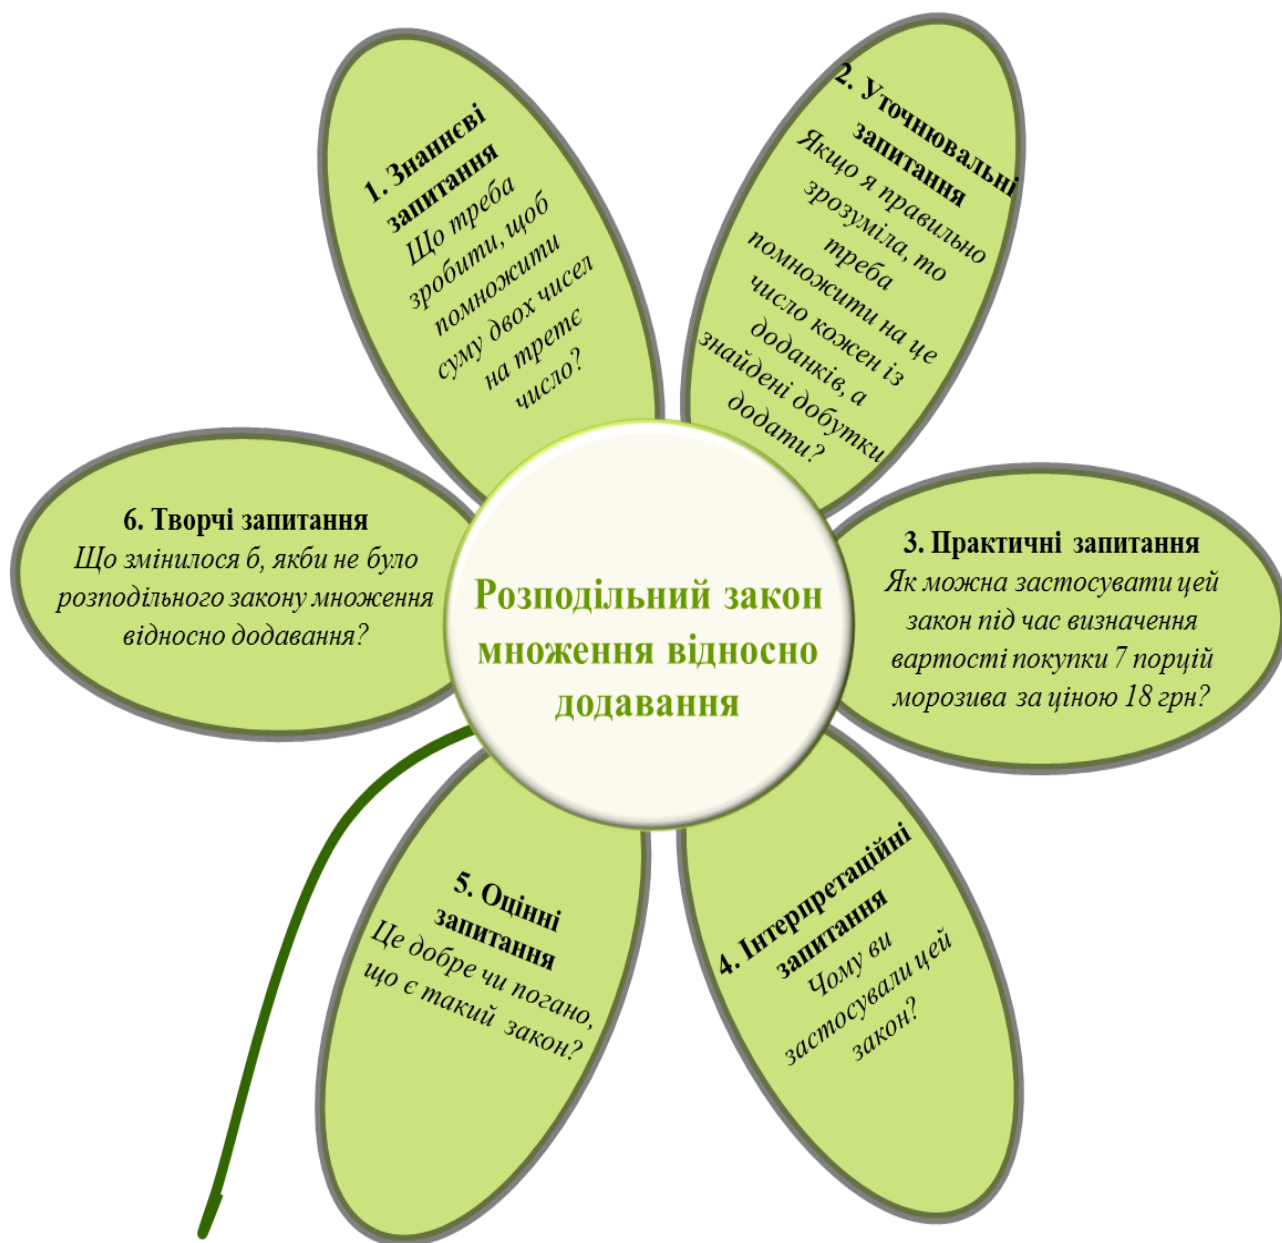 1. Знаннєві
запитання
Що треба
зробити, щоб
помножити
суму двох чисел
на третє
число?
2. Уточнювальні
запитання
Якщо я правильно
зрозуміла, то
треба
помножити на це
число кожен із
доданків, а
знайдені добутки
додати?
3. Практичні запитання
Як можна застосувати цей
закон під час визначення
вартості покупки 7 порцій
морозива за ціною 18 грн?
4. Інтерпретаційні
запитання
Чому ви
застосували цей
закон?
5. Оцінні
запитання
Це добре чи погано,
що є такий закон?
6. Творчі запитання
Що змінилося б, якби не було
розподільного закону множення
відносно додавання?
Розподільний закон
множення відносно
додавання